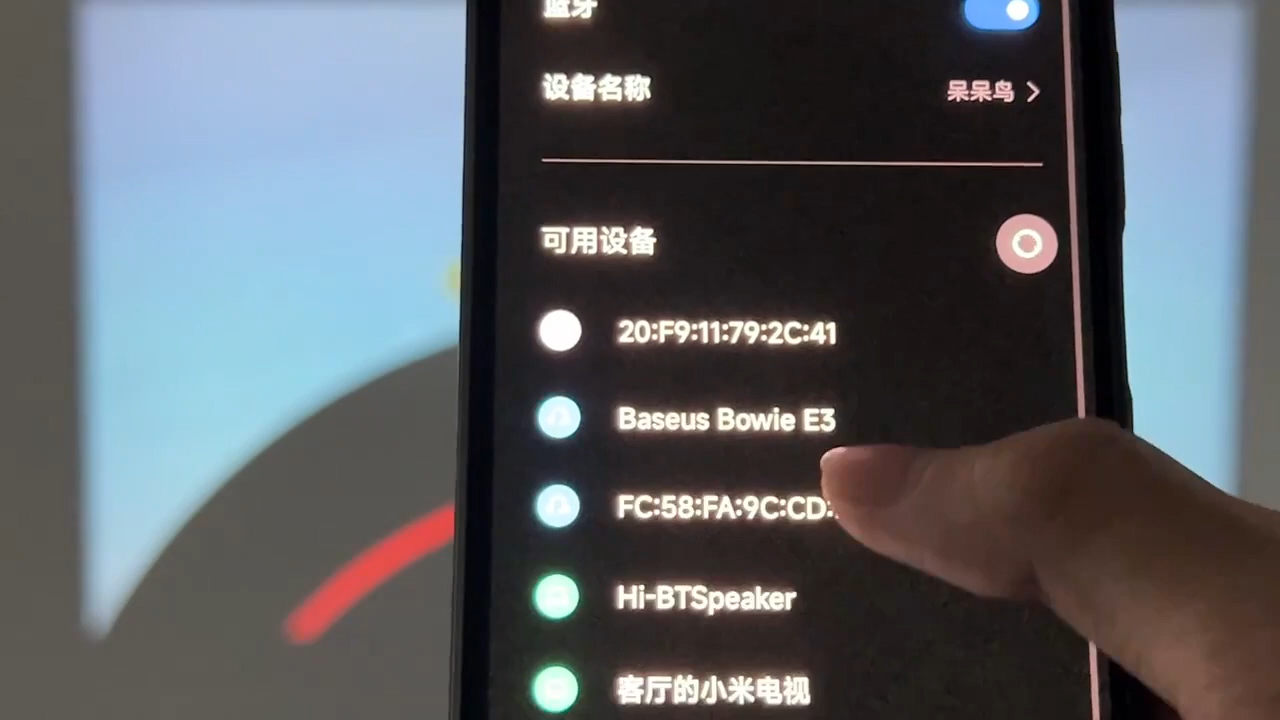 蓝牙
设备名称
呆呆鸟
可用设备
20:F9:11:79:2C:41
Baseus Bowie E3
FC:58:FA:9C:CD:
Hi-BTSpeaker
客厅的小米电视